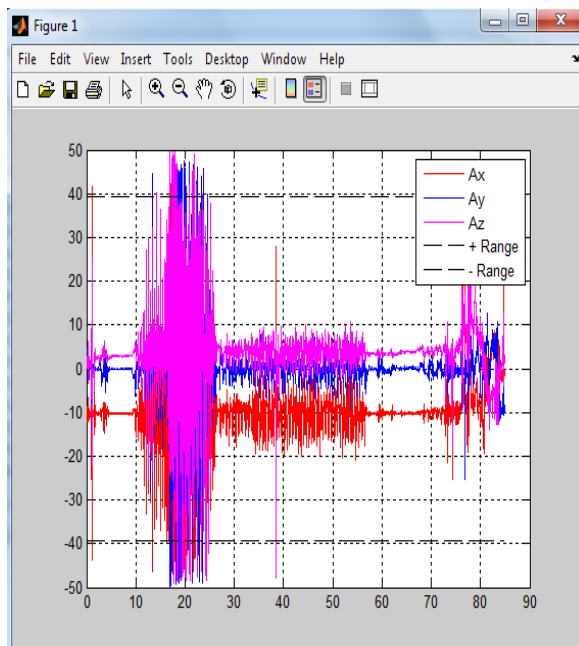 Figure 1
File Edit View Insert Tools Desktop Window Help
50
40
30
20
10
0
-10
-20
-30
-40
-50
0 10 20 30 40 50 60 70 80 90
Ax
Ay
Az
+ Range
- Range